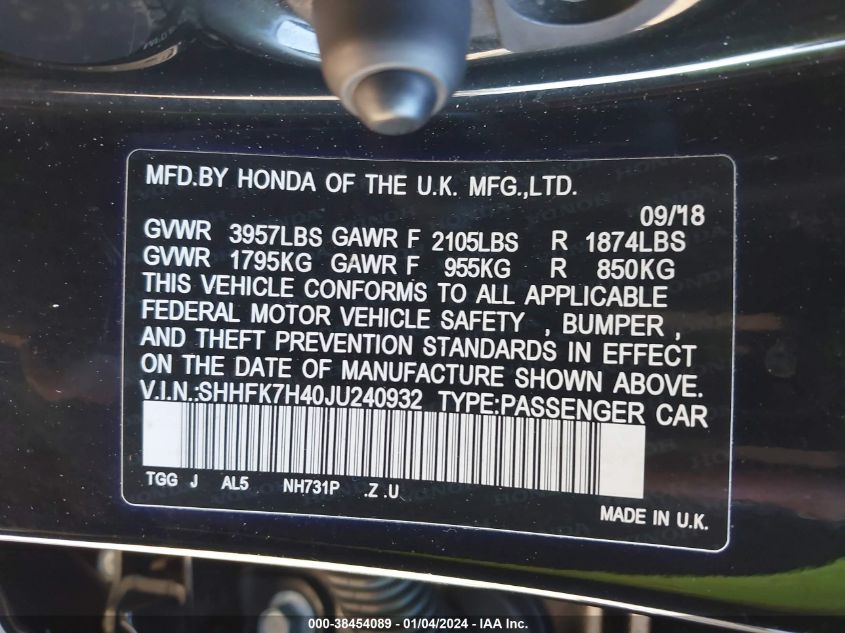 MFD.BY HONDA OF THE U.K. MFG.,LTD.
09/18
GVWR 3957LBS GAWR F 2105LBS R 1874LBS
GVWR 1795KG GAWR F 955KG R 850KG
THIS VEHICLE CONFORMS TO ALL APPLICABLE
FEDERAL MOTOR VEHICLE SAFETY , BUMPER ,
AND THEFT PREVENTION STANDARDS IN EFFECT
ON THE DATE OF MANUFACTURE SHOWN ABOVE.
V.I.N.:SHHFK7H40JU240932 TYPE:PASSENGER CAR
TGG J AL5 NH731P .Z .U
MADE IN U.K.
000-38454089 - 01/04/2024 - IAA Inc.